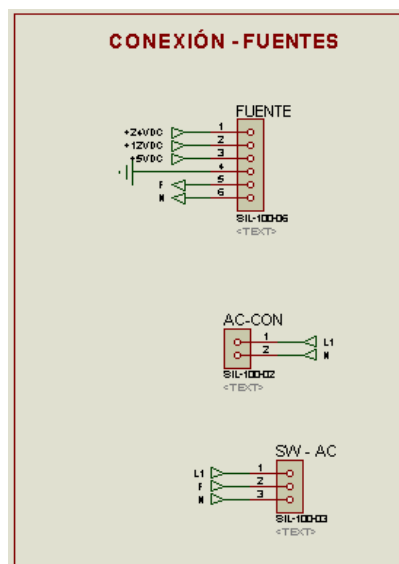 CONEXIÓN - FUENTES
FUENTE
+24VDC 1
+12VDC 2
+5VDC 3
4
F 5
N 6
SIL-100-06
<TEXT>
AC-CON
1 L1
2 N
SIL-100-02
<TEXT>
SW - AC
L1 1
F 2
N 3
SIL-100-03
<TEXT>